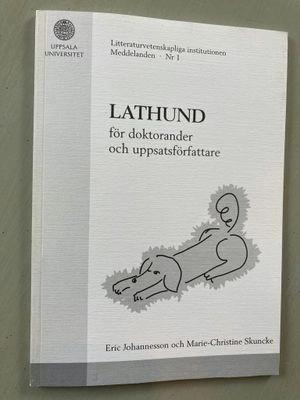 UPPSALA
UNIVERSITET
Litteraturvetenskapliga institutionen
Meddelanden · Nr 1
LATHUND
för doktorander
och uppsatsförfattare
Eric Johannesson och Marie-Christine Skuncke